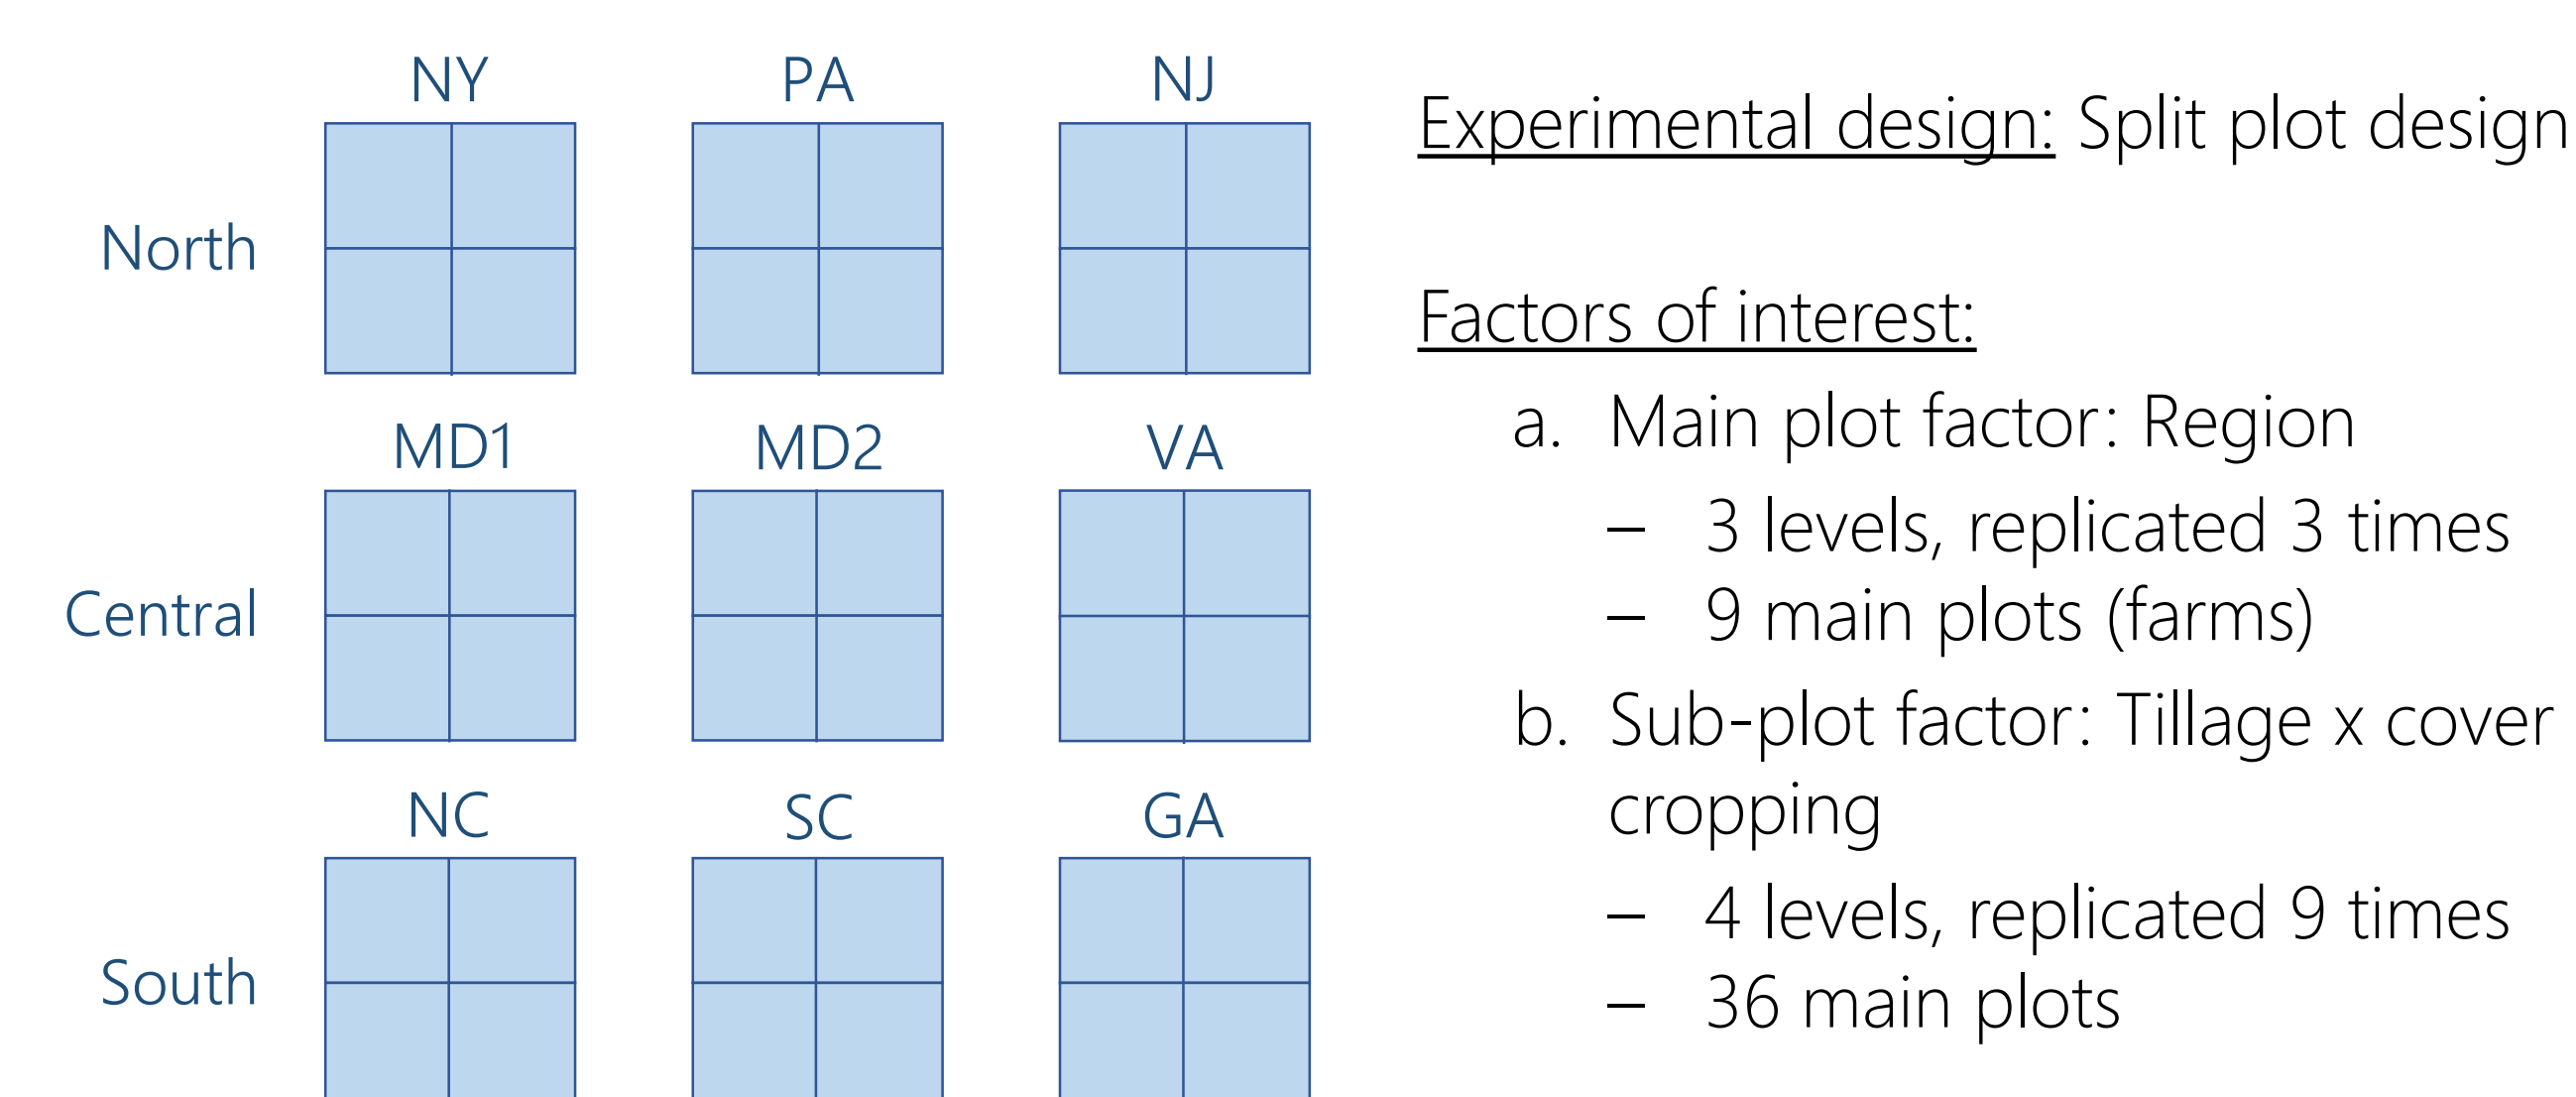 NY PA NJ
North
MD1 MD2 VA
Central
NC SC GA
South
Experimental design: Split plot design
Factors of interest:
a. Main plot factor: Region
– 3 levels, replicated 3 times
– 9 main plots (farms)
b. Sub-plot factor: Tillage x cover
cropping
– 4 levels, replicated 9 times
– 36 main plots